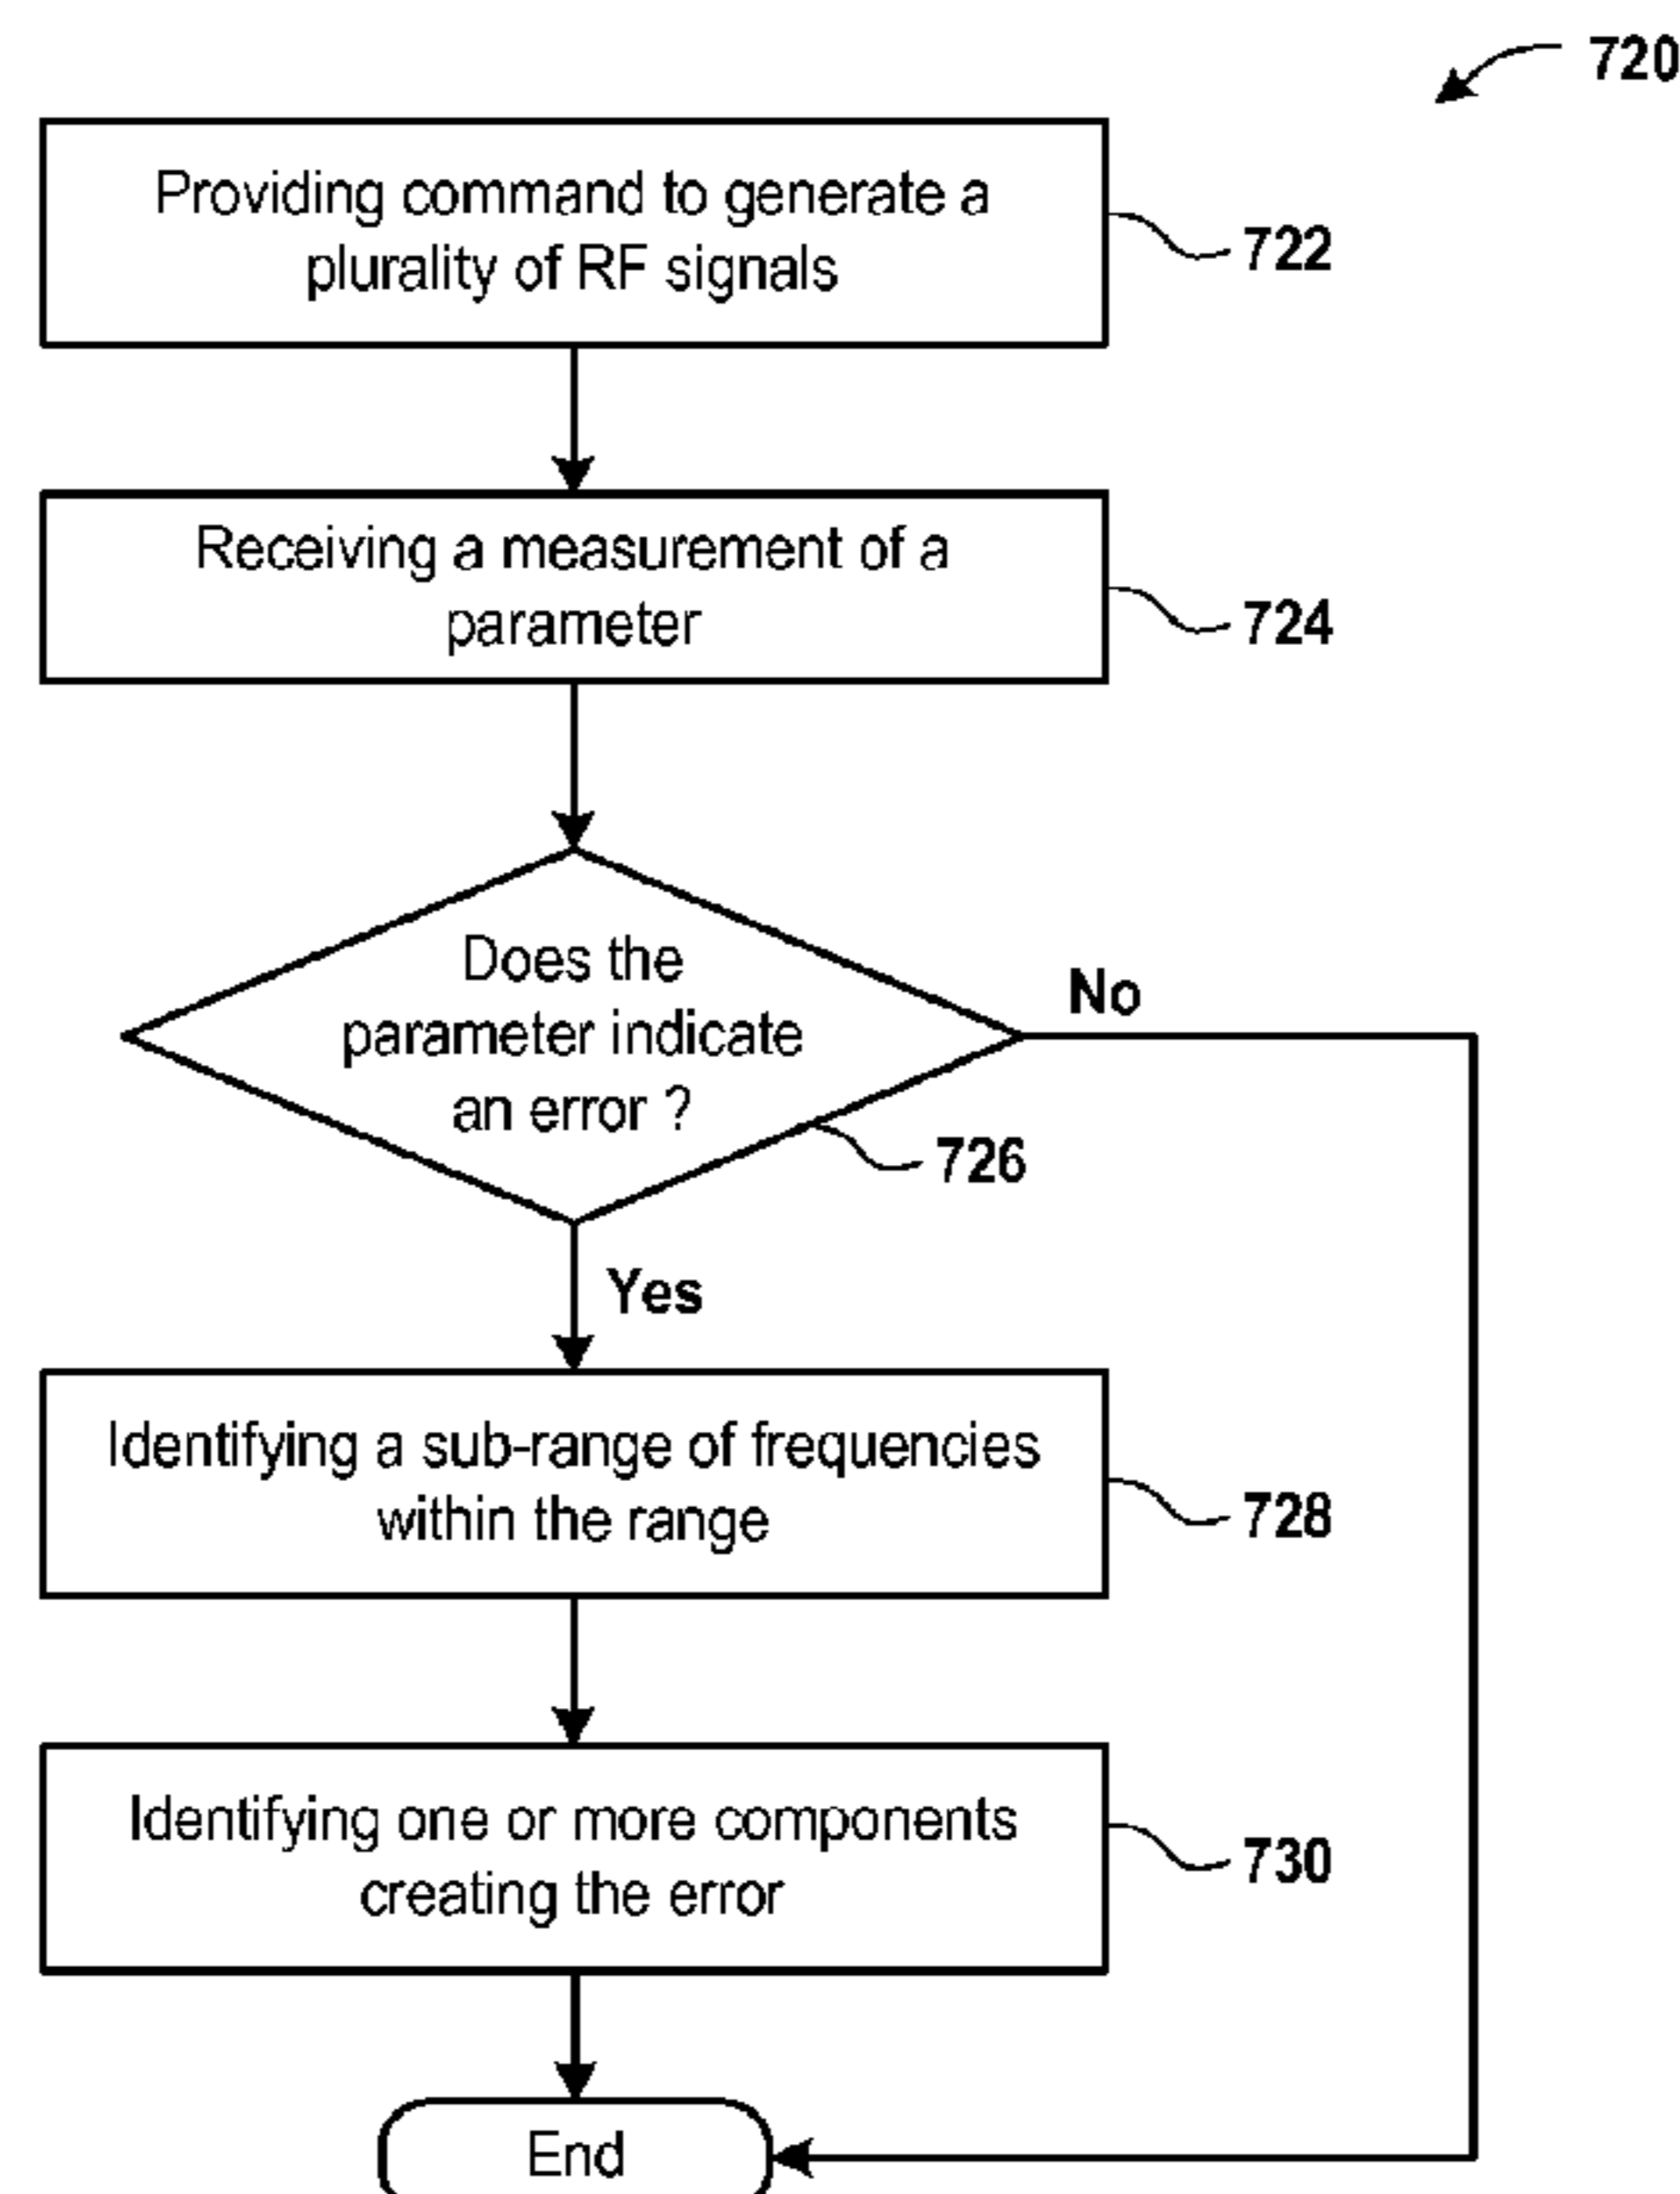 720
Providing command to generate a
plurality of RF signals
722
Receiving a measurement of a
parameter
724
Does the
parameter indicate
an error ?
No
726
Yes
Identifying a sub-range of frequencies
within the range
728
Identifying one or more components
creating the error
730
End